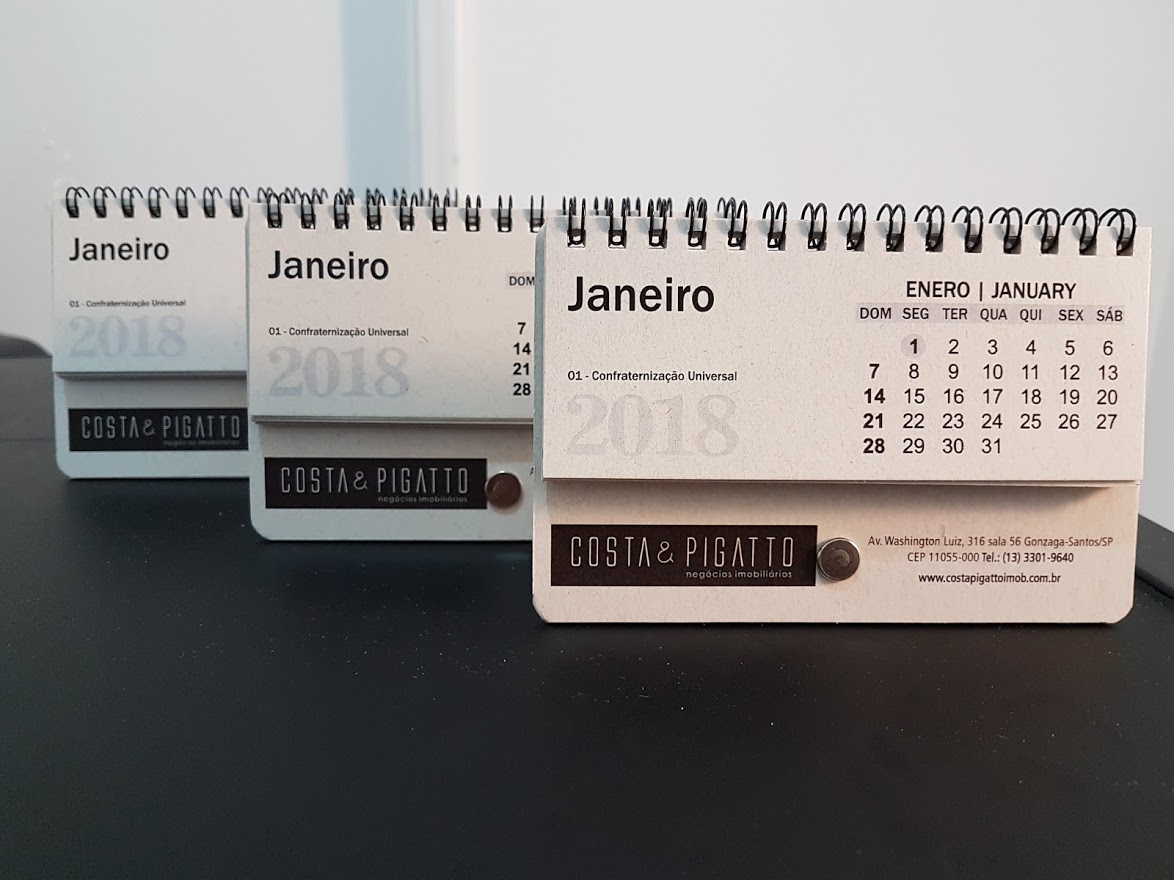 Janeiro
01 - Confraternização Universal
2018
COSTA & PIGATTO
negócios imobiliários
Janeiro
DOM
01 - Confraternização Universal
2018
7
14
21
28
COSTA & PIGATTO
negócios imobiliários
Janeiro
01 - Confraternização Universal
2018
ENERO | JANUARY
DOM SEG TER QUA QUI SEX SÁB
1 2 3 4 5 6
7 8 9 10 11 12 13
14 15 16 17 18 19 20
21 22 23 24 25 26 27
28 29 30 31
COSTA & PIGATTO
negócios imobiliários
Av. Washington Luiz, 316 sala 56 Gonzaga-Santos/SP
CEP 11055-000 Tel.: (13) 3301-9640
www.costapigattoimob.com.br